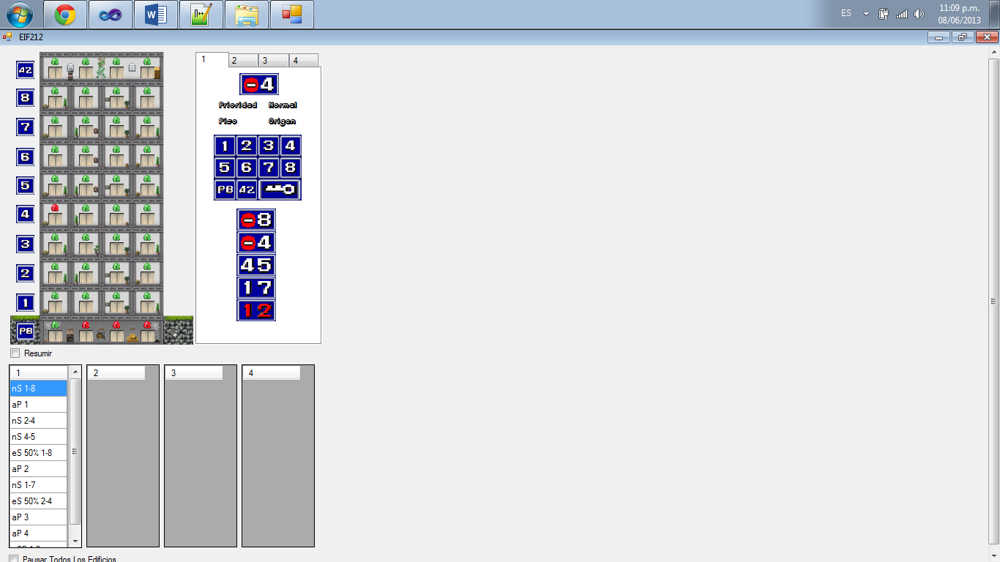 ES
11:09 p.m.
08/06/2013
EIF212
42
8
7
6
5
4
3
2
1
PB
1 2 3 4
4
Prioridad Normal
Piso Origen
1 2 3 4
5 6 7 8
PB 42
8
4
45
17
12
Resumir
1
nS 1-8
aP 1
nS 2-4
nS 4-5
eS 50% 1-8
aP 2
nS 1-7
eS 50% 2-4
aP 3
aP 4
2
3
4
Pausar Todos Los Edificios